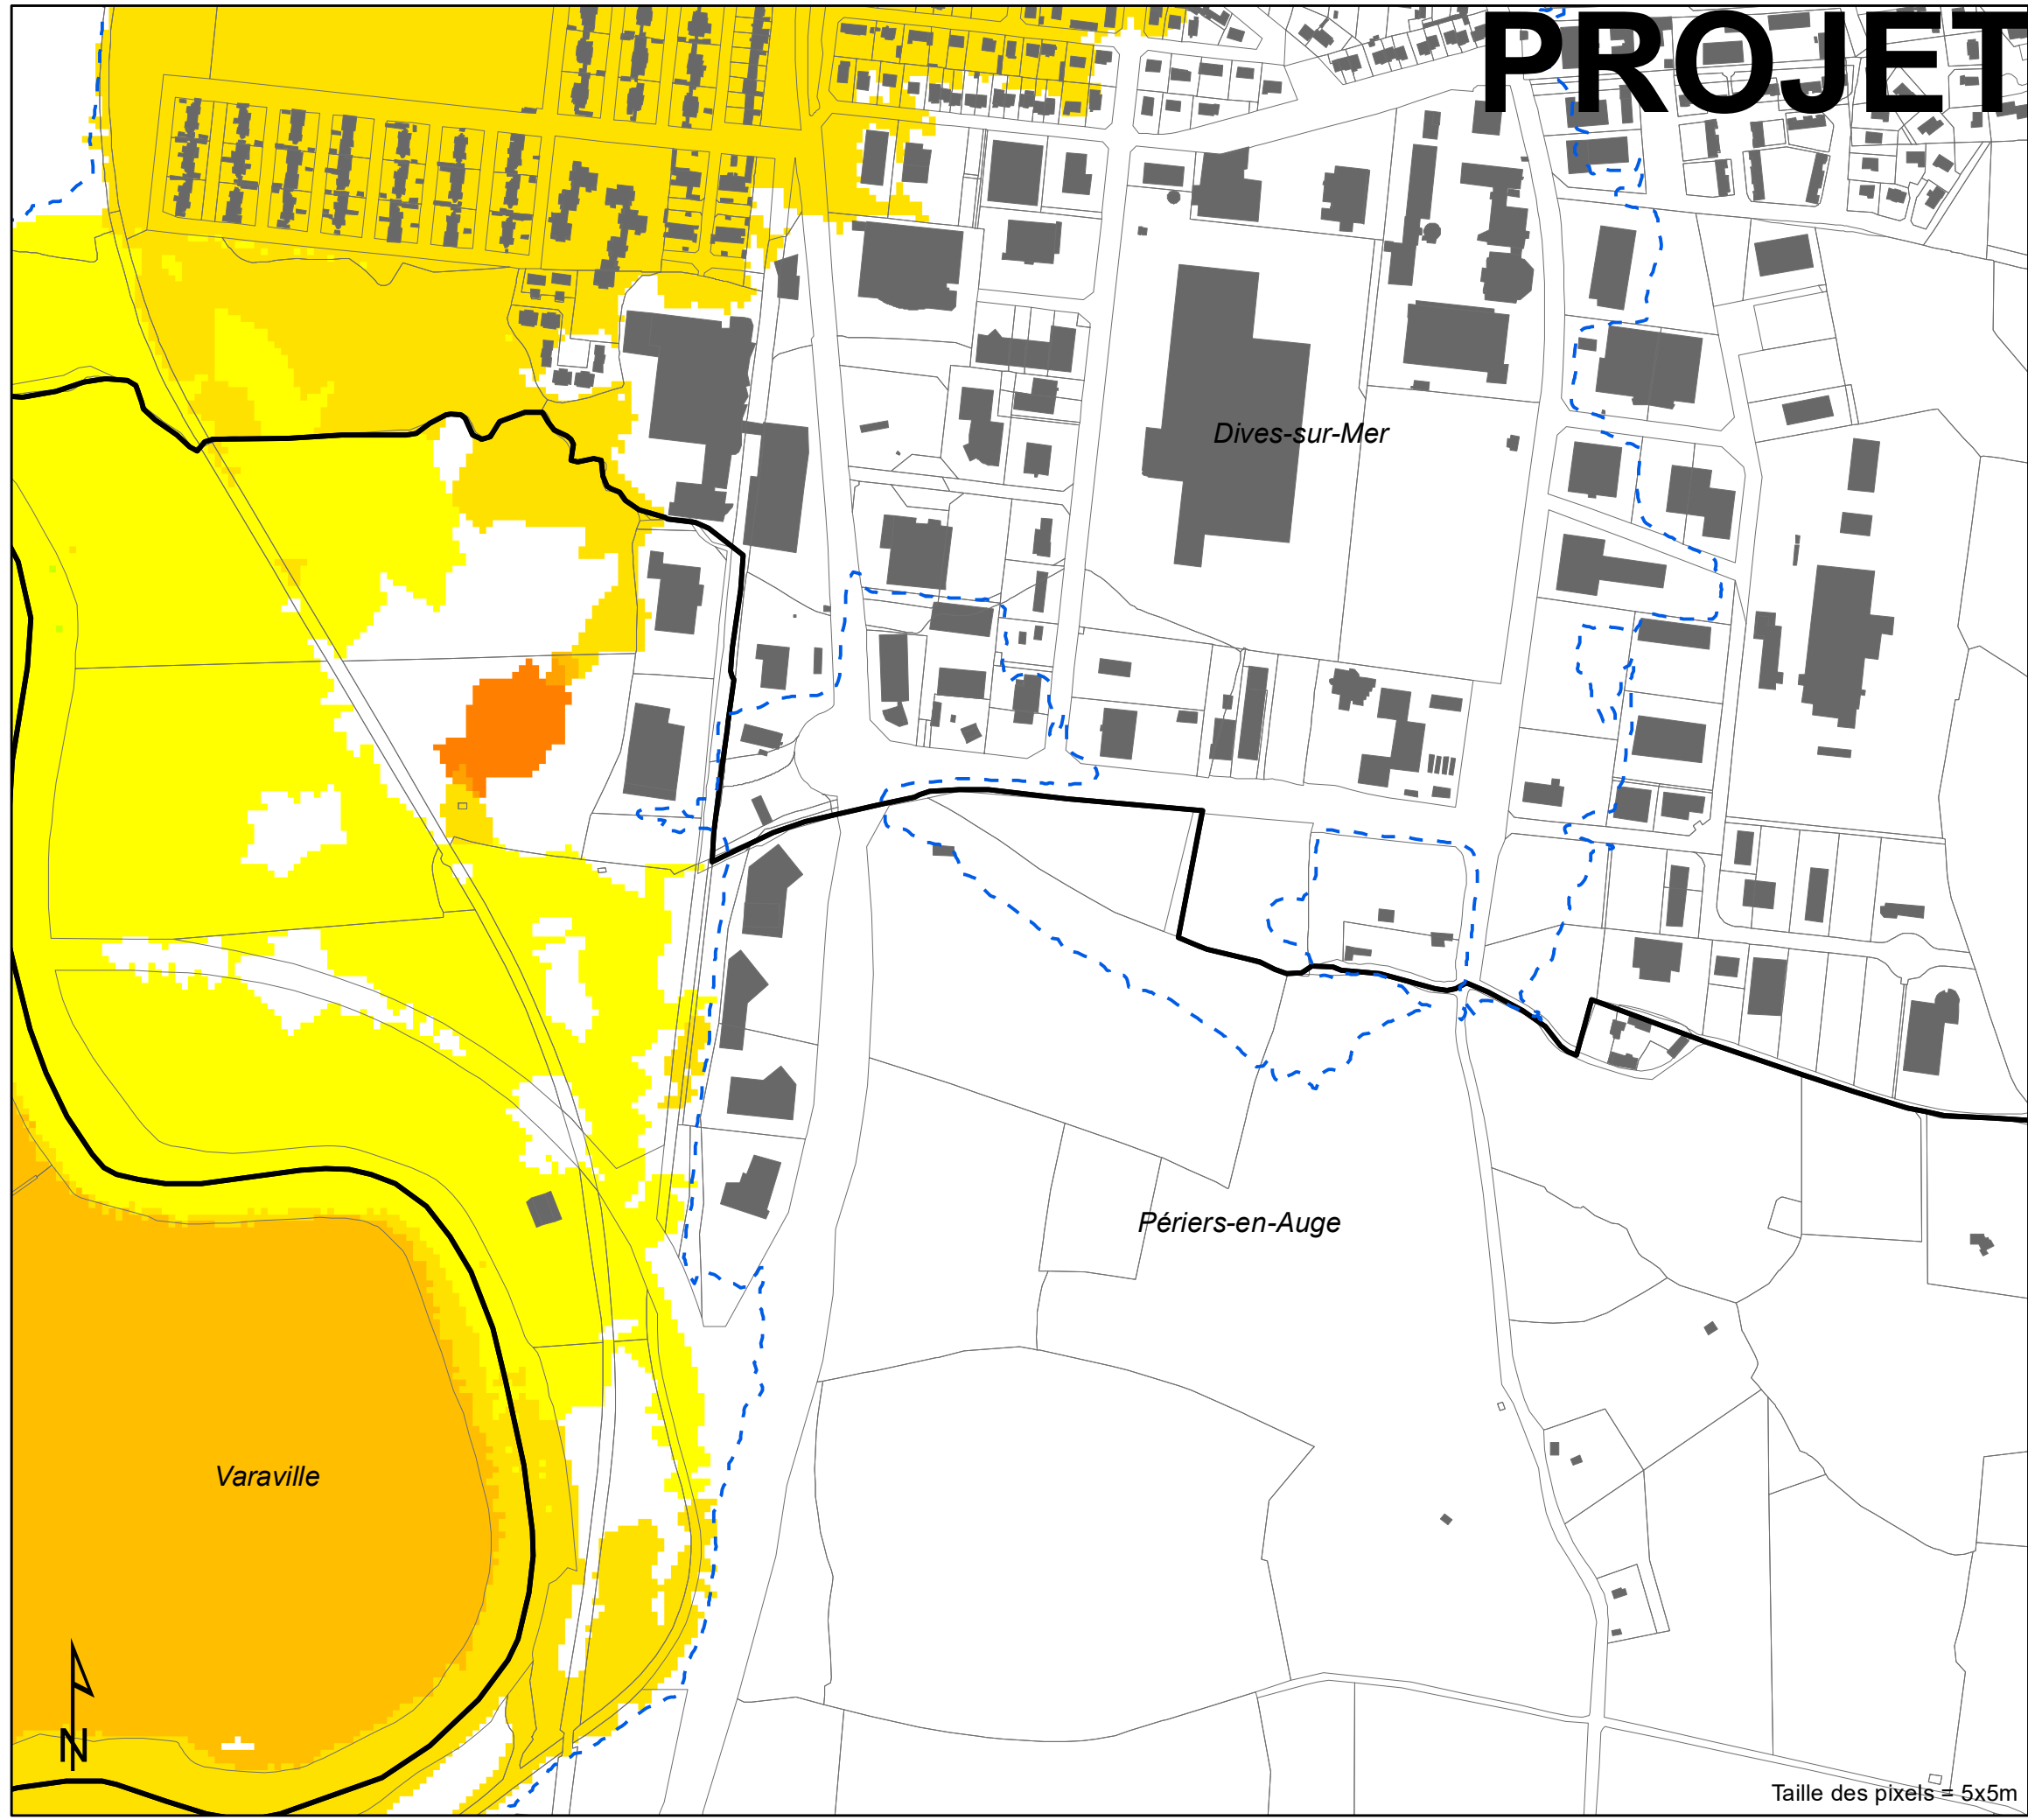 PROJET
Dives-sur-Mer
Périers-en-Auge
Varaville
N
Taille des pixels = 5x5m